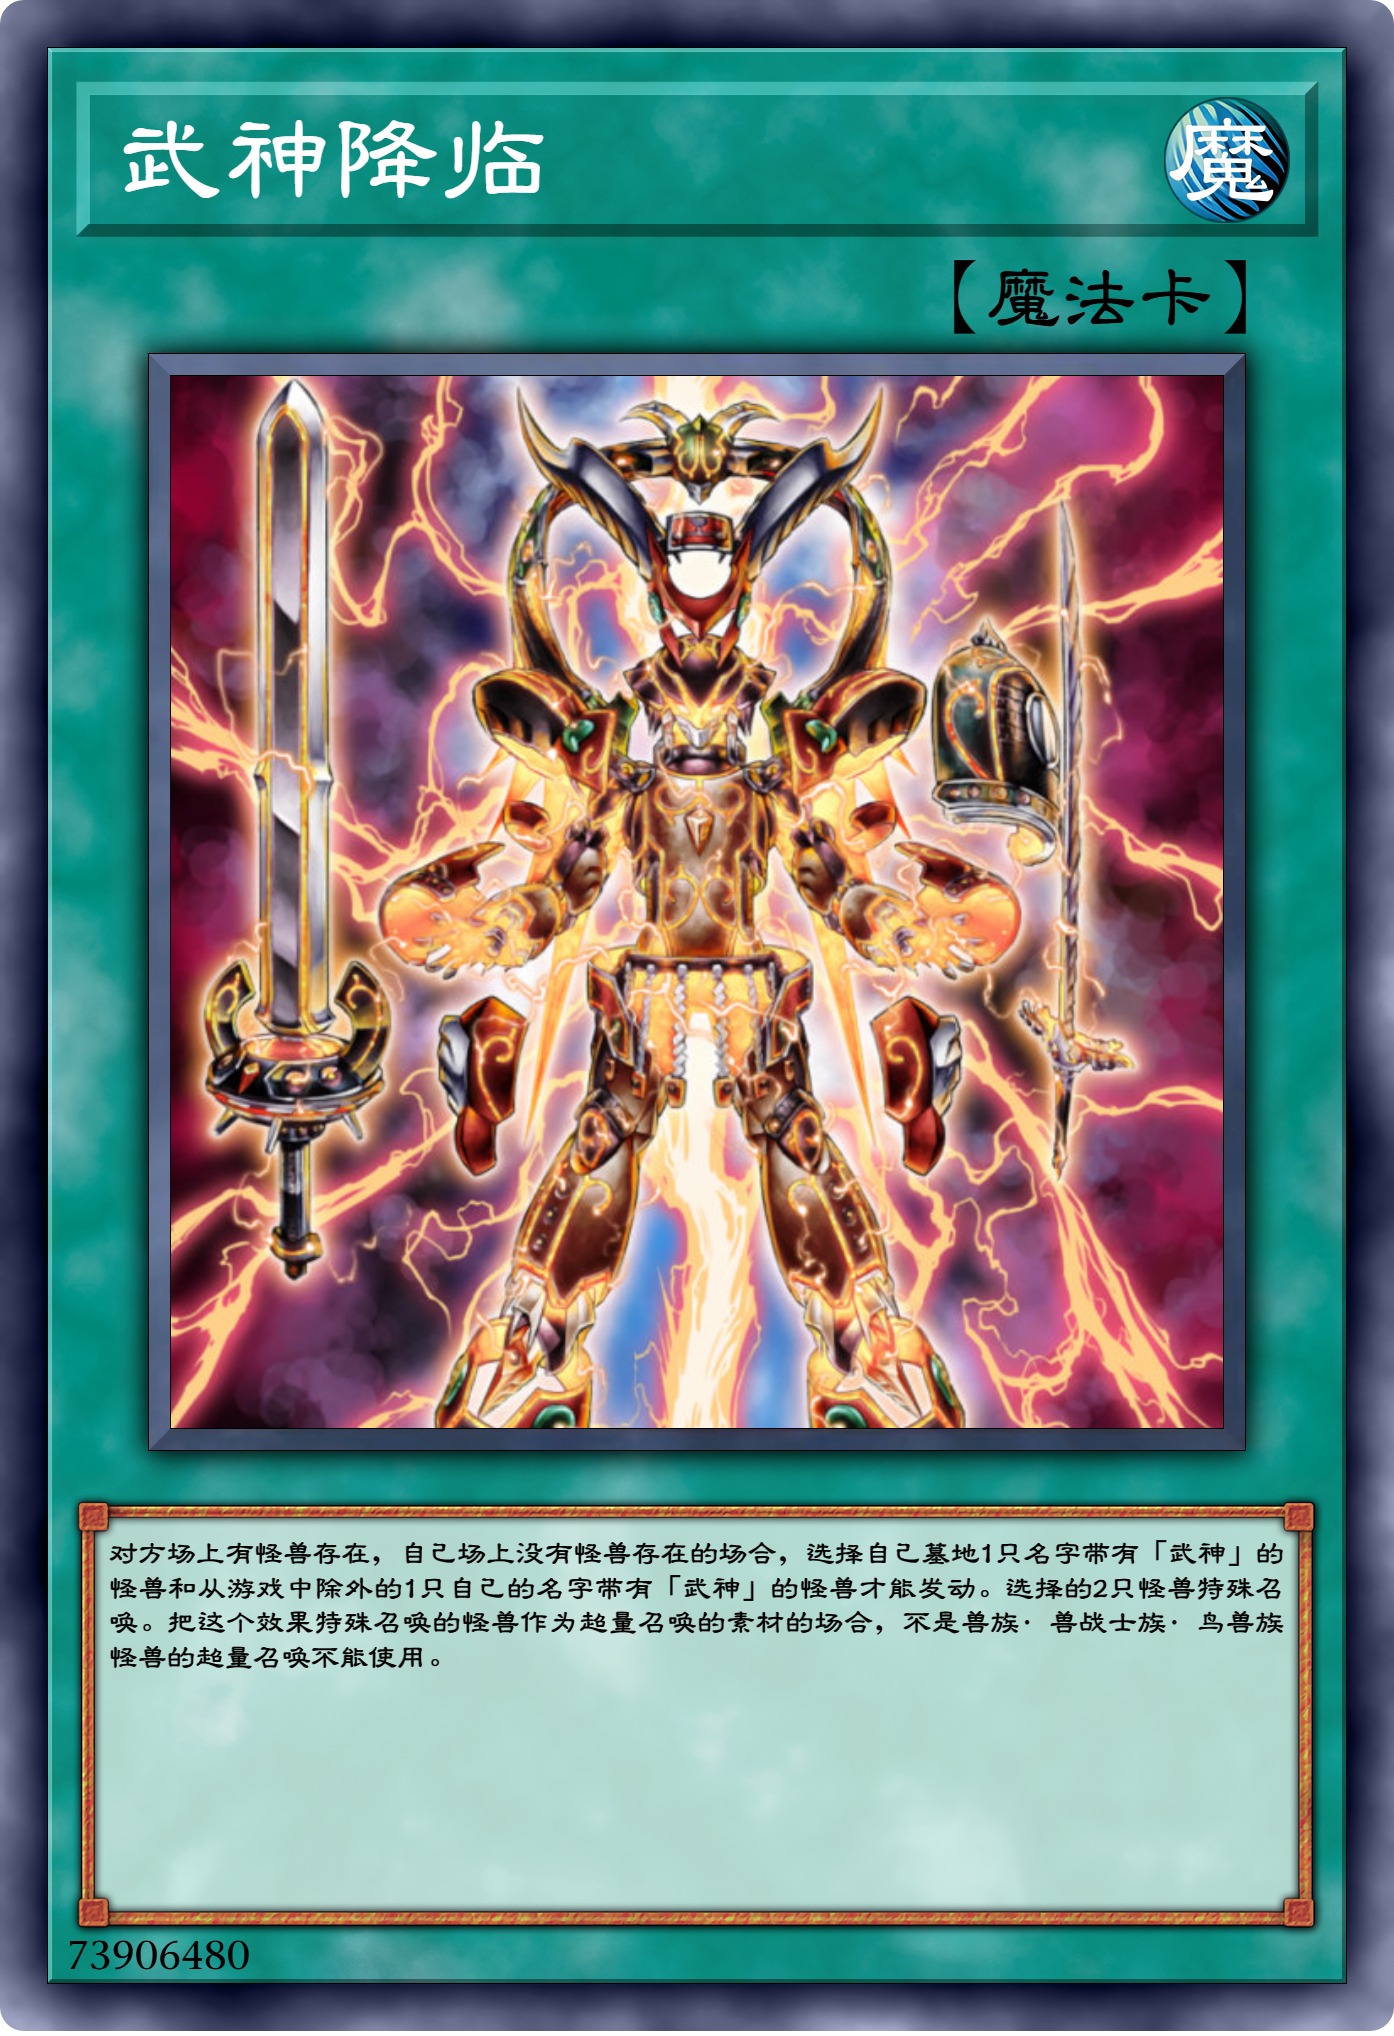 武神降临
魔
【魔法卡】
对方场上有怪兽存在，自己场上没有怪兽存在的场合，选择自己墓地1只名字带有「武神」的
怪兽和从游戏中除外的1只自己的名字带有「武神」的怪兽才能发动。选择的2只怪兽特殊召
唤。把这个效果特殊召唤的怪兽作为超量召唤的素材的场合，不是兽族·兽战士族·鸟兽族
怪兽的超量召唤不能使用。
73906480